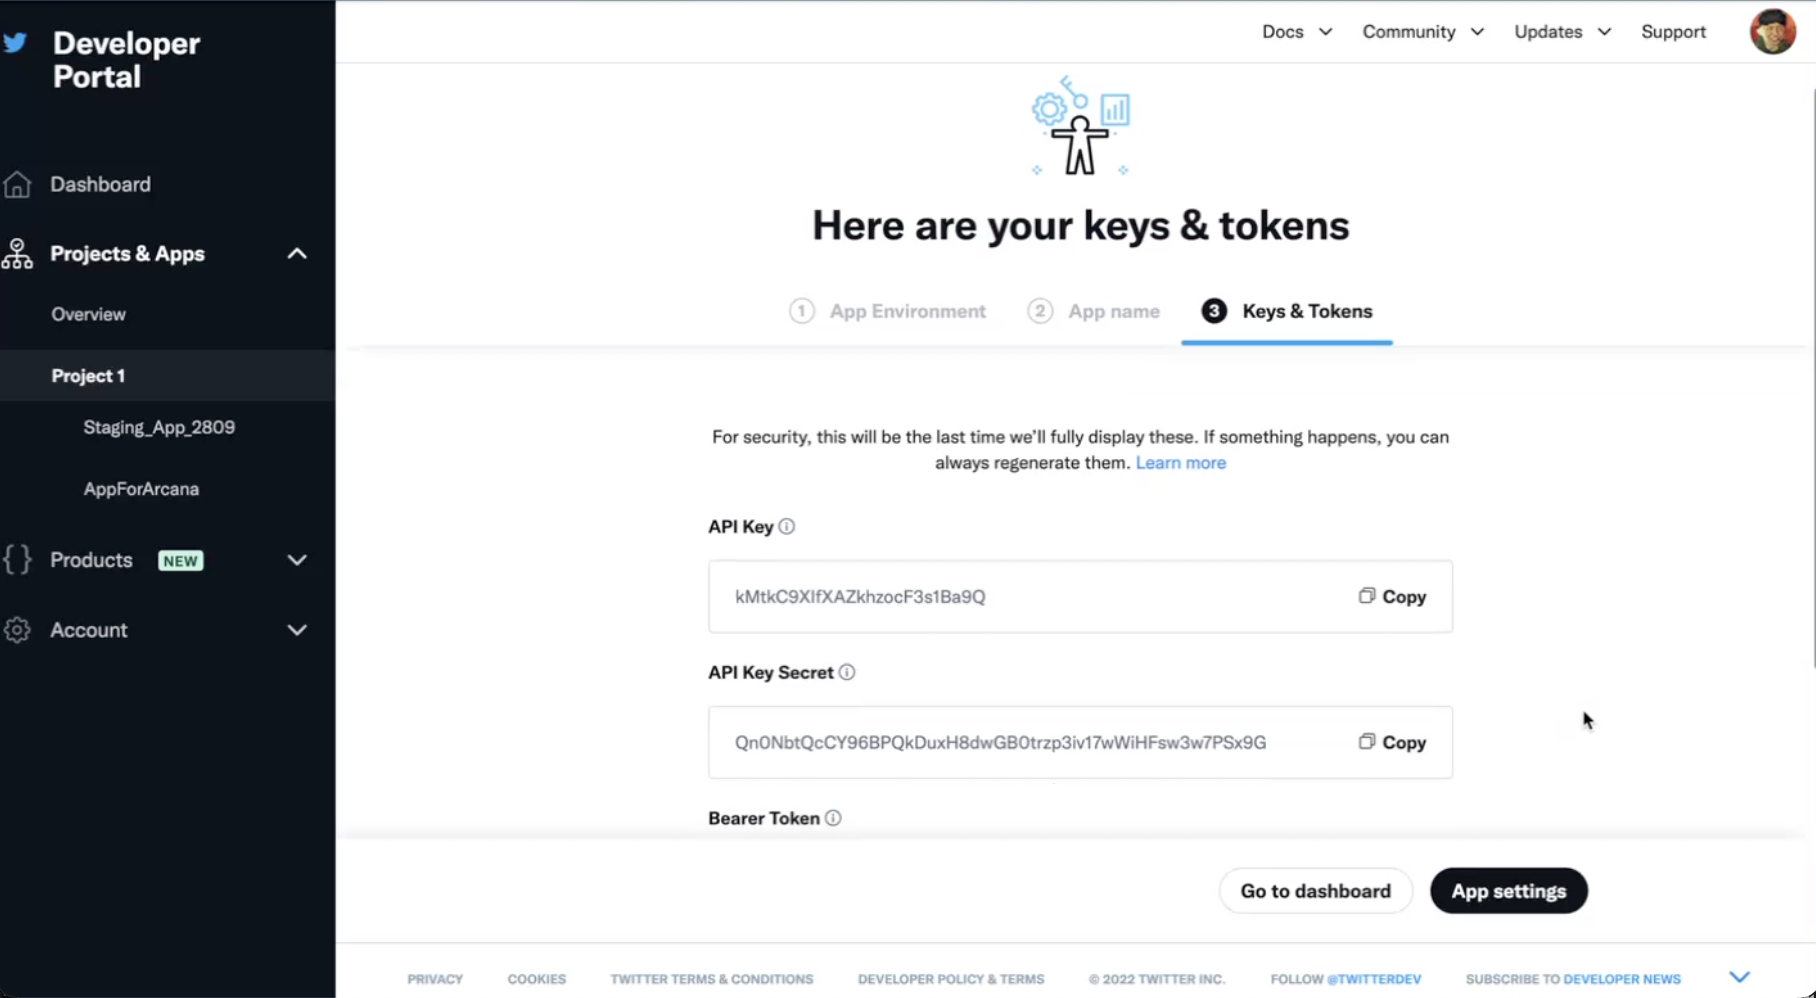 Developer
Portal
Docs
Community
Updates
Support
Dashboard
Projects & Apps
Overview
Project 1
Staging_App_2809
AppForArcana
Products NEW
Account
Here are your keys & tokens
1 App Environment
2 App name
3 Keys & Tokens
For security, this will be the last time we'll fully display these. If something happens, you can
always regenerate them. Learn more
API Key
kMtkC9XIfXAZkhzocF3s1Ba9Q
Copy
API Key Secret
Qn0NbtQcCY96BPQkDuxH8dwGB0trzp3iv17wWiHFsw3w7PSx9G
Copy
Bearer Token
Go to dashboard
App settings
PRIVACY
COOKIES
TWITTER TERMS & CONDITIONS
DEVELOPER POLICY & TERMS
© 2022 TWITTER INC.
FOLLOW @TWITTERDEV
SUBSCRIBE TO DEVELOPER NEWS